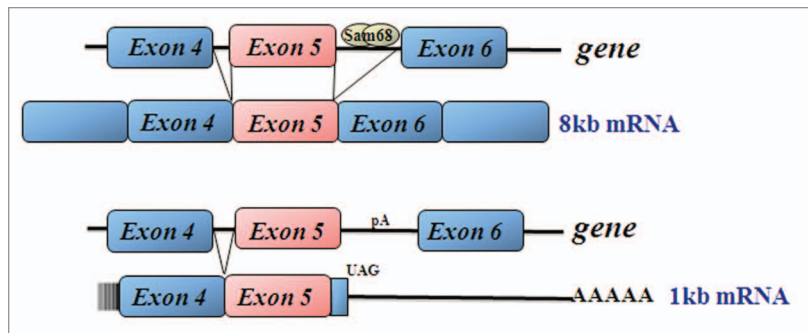 Exon 4 Exon 5 Sam68 Exon 6 gene
Exon 4 Exon 5 Exon 6 8kb mRNA
Exon 4 Exon 5 pA Exon 6 gene
UAG
Exon 4 Exon 5 AAAAA 1kb mRNA